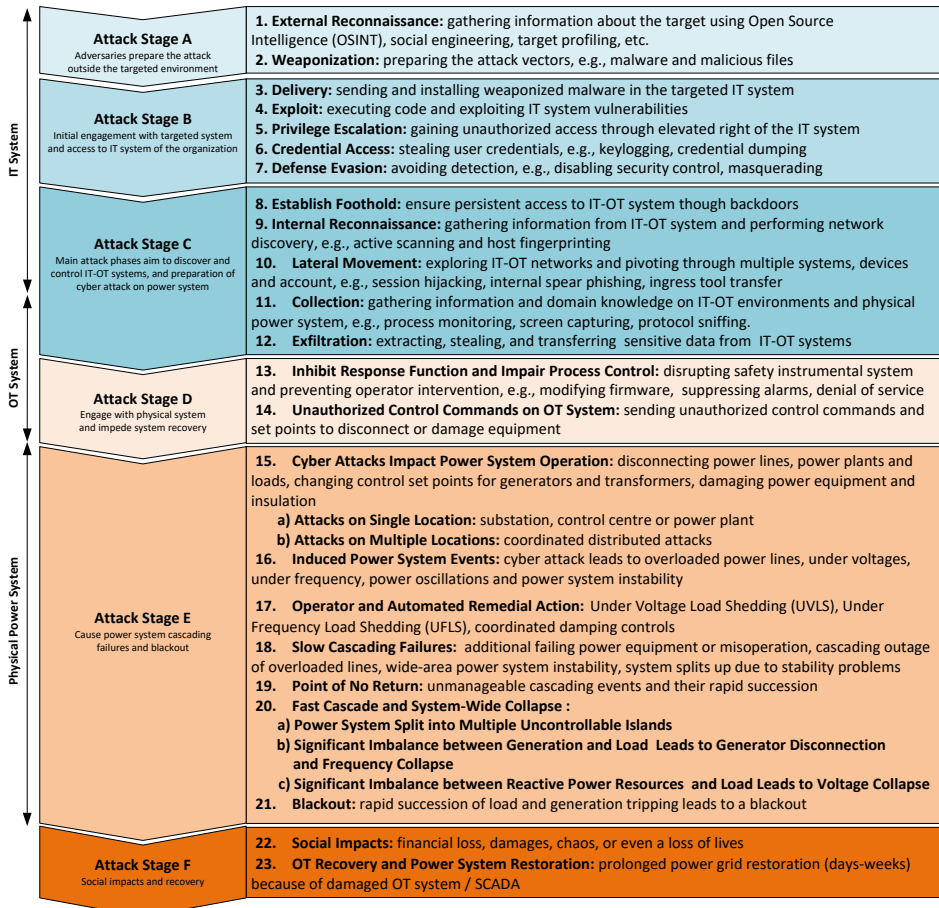 IT System
OT System
Physical Power System
Attack Stage A
Adversaries prepare the attack
outside the targeted environment
1. External Reconnaissance: gathering information about the target using Open Source
Intelligence (OSINT), social engineering, target profiling, etc.
2. Weaponization: preparing the attack vectors, e.g., malware and malicious files
Attack Stage B
Initial engagement with targeted system
and access to IT system of the organization
3. Delivery: sending and installing weaponized malware in the targeted IT system
4. Exploit: executing code and exploiting IT system vulnerabilities
5. Privilege Escalation: gaining unauthorized access through elevated right of the IT system
6. Credential Access: stealing user credentials, e.g., keylogging, credential dumping
7. Defense Evasion: avoiding detection, e.g., disabling security control, masquerading
Attack Stage C
Main attack phases aim to discover and
control IT-OT systems, and preparation of
cyber attack on power system
8. Establish Foothold: ensure persistent access to IT-OT system though backdoors
9. Internal Reconnaissance: gathering information from IT-OT system and performing network
discovery, e.g., active scanning and host fingerprinting
10. Lateral Movement: exploring IT-OT networks and pivoting through multiple systems, devices
and account, e.g., session hijacking, internal spear phishing, ingress tool transfer
11. Collection: gathering information and domain knowledge on IT-OT environments and physical
power system, e.g., process monitoring, screen capturing, protocol sniffing.
12. Exfiltration: extracting, stealing, and transferring sensitive data from IT-OT systems
Attack Stage D
Engage with physical system
and impede system recovery
13. Inhibit Response Function and Impair Process Control: disrupting safety instrumental system
and preventing operator intervention, e.g., modifying firmware, suppressing alarms, denial of service
14. Unauthorized Control Commands on OT System: sending unauthorized control commands and
set points to disconnect or damage equipment
Attack Stage E
Cause power system cascading
failures and blackout
15. Cyber Attacks Impact Power System Operation: disconnecting power lines, power plants and
loads, changing control set points for generators and transformers, damaging power equipment and
insulation
a) Attacks on Single Location: substation, control centre or power plant
b) Attacks on Multiple Locations: coordinated distributed attacks
16. Induced Power System Events: cyber attack leads to overloaded power lines, under voltages,
under frequency, power oscillations and power system instability
17. Operator and Automated Remedial Action: Under Voltage Load Shedding (UVLS), Under
Frequency Load Shedding (UFLS), coordinated damping controls
18. Slow Cascading Failures: additional failing power equipment or misoperation, cascading outage
of overloaded lines, wide-area power system instability, system splits up due to stability problems
19. Point of No Return: unmanageable cascading events and their rapid succession
20. Fast Cascade and System-Wide Collapse :
a) Power System Split into Multiple Uncontrollable Islands
b) Significant Imbalance between Generation and Load Leads to Generator Disconnection
and Frequency Collapse
c) Significant Imbalance between Reactive Power Resources and Load Leads to Voltage Collapse
21. Blackout: rapid succession of load and generation tripping leads to a blackout
Attack Stage F
Social impacts and recovery
22. Social Impacts: financial loss, damages, chaos, or even a loss of lives
23. OT Recovery and Power System Restoration: prolonged power grid restoration (days-weeks)
because of damaged OT system / SCADA